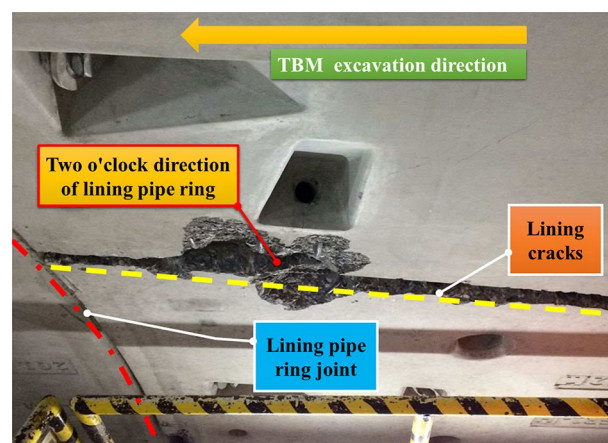 TBM excavation direction
Two o'clock direction
of lining pipe ring
Lining
cracks
Lining pipe
ring joint